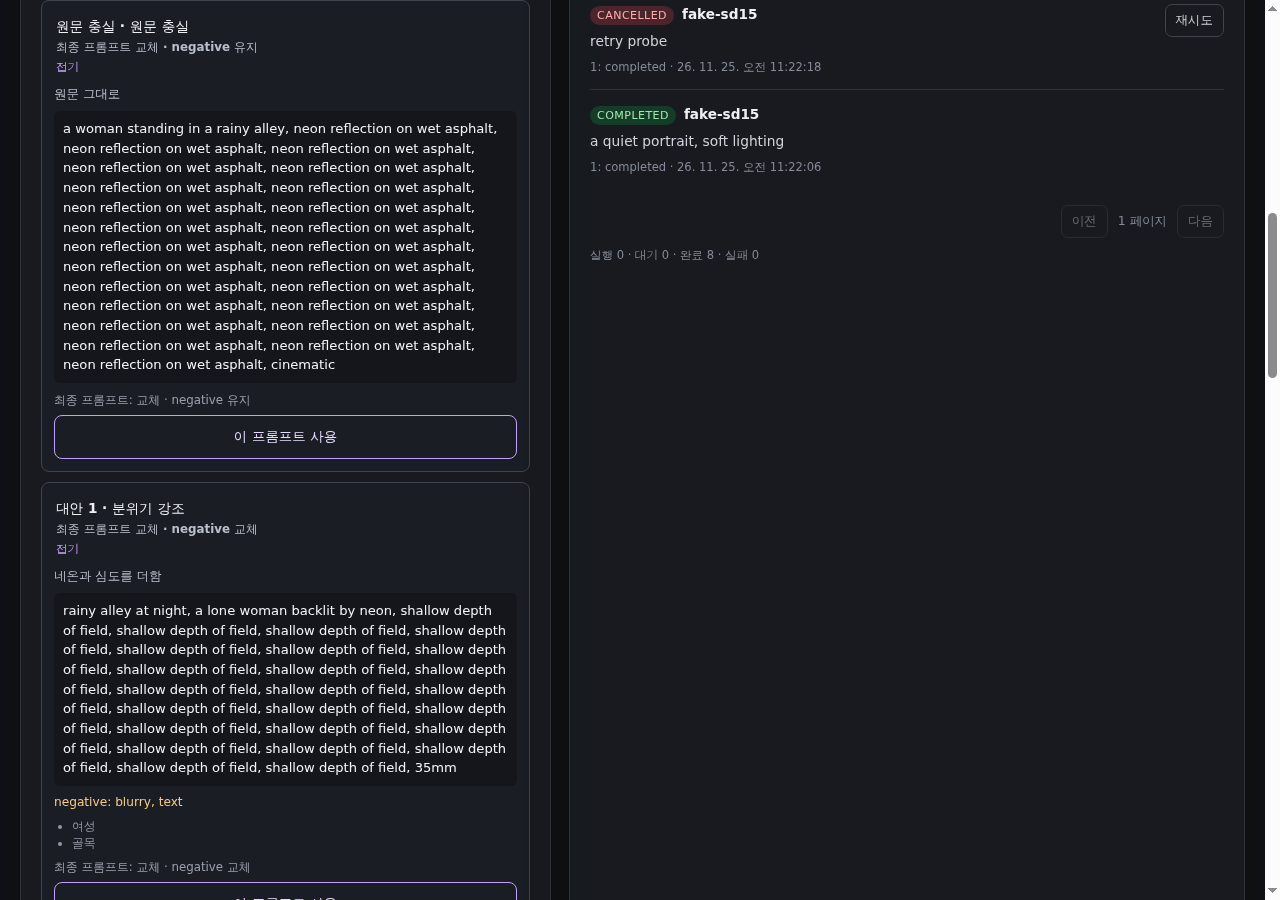 원문 충실 · 원문 충실
최종 프롬프트 교체 · negative 유지
접기
원문 그대로
a woman standing in a rainy alley, neon reflection on wet asphalt,
neon reflection on wet asphalt, neon reflection on wet asphalt,
neon reflection on wet asphalt, neon reflection on wet asphalt,
neon reflection on wet asphalt, neon reflection on wet asphalt,
neon reflection on wet asphalt, neon reflection on wet asphalt,
neon reflection on wet asphalt, neon reflection on wet asphalt,
neon reflection on wet asphalt, neon reflection on wet asphalt,
neon reflection on wet asphalt, neon reflection on wet asphalt,
neon reflection on wet asphalt, neon reflection on wet asphalt,
neon reflection on wet asphalt, neon reflection on wet asphalt,
neon reflection on wet asphalt, neon reflection on wet asphalt,
neon reflection on wet asphalt, neon reflection on wet asphalt,
neon reflection on wet asphalt, cinematic
최종 프롬프트: 교체 · negative 유지
이 프롬프트 사용
대안 1 · 분위기 강조
최종 프롬프트 교체 · negative 교체
접기
네온과 심도를 더함
rainy alley at night, a lone woman backlit by neon, shallow depth
of field, shallow depth of field, shallow depth of field, shallow depth
of field, shallow depth of field, shallow depth of field, shallow depth
of field, shallow depth of field, shallow depth of field, shallow depth
of field, shallow depth of field, shallow depth of field, shallow depth
of field, shallow depth of field, shallow depth of field, shallow depth
of field, shallow depth of field, shallow depth of field, shallow depth
of field, shallow depth of field, shallow depth of field, shallow depth
of field, shallow depth of field, shallow depth of field, 35mm
negative: blurry, text
• 여성
• 골목
최종 프롬프트: 교체 · negative 교체
이 프롬프트 사용
CANCELLED fake-sd15
재시도
retry probe
1: completed · 26. 11. 25. 오전 11:22:18
COMPLETED fake-sd15
a quiet portrait, soft lighting
1: completed · 26. 11. 25. 오전 11:22:06
이전 1 페이지 다음
실행 0 · 대기 0 · 완료 8 · 실패 0